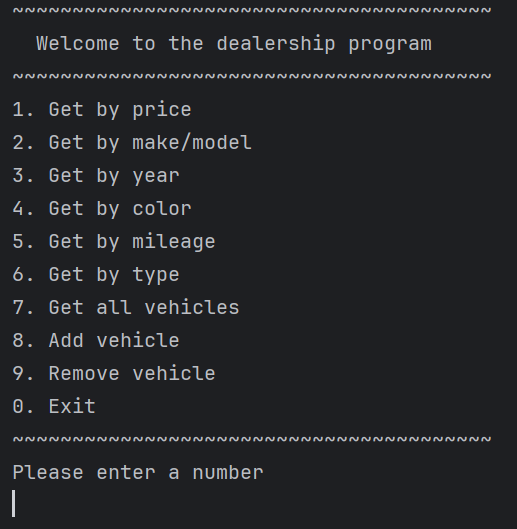 ~~~~~~~~~~~~~~~~~~~~~~~~~~~~~~~~~~~~~~~~
  Welcome to the dealership program
~~~~~~~~~~~~~~~~~~~~~~~~~~~~~~~~~~~~~~~~
1. Get by price
2. Get by make/model
3. Get by year
4. Get by color
5. Get by mileage
6. Get by type
7. Get all vehicles
8. Add vehicle
9. Remove vehicle
0. Exit
~~~~~~~~~~~~~~~~~~~~~~~~~~~~~~~~~~~~~~~~
Please enter a number